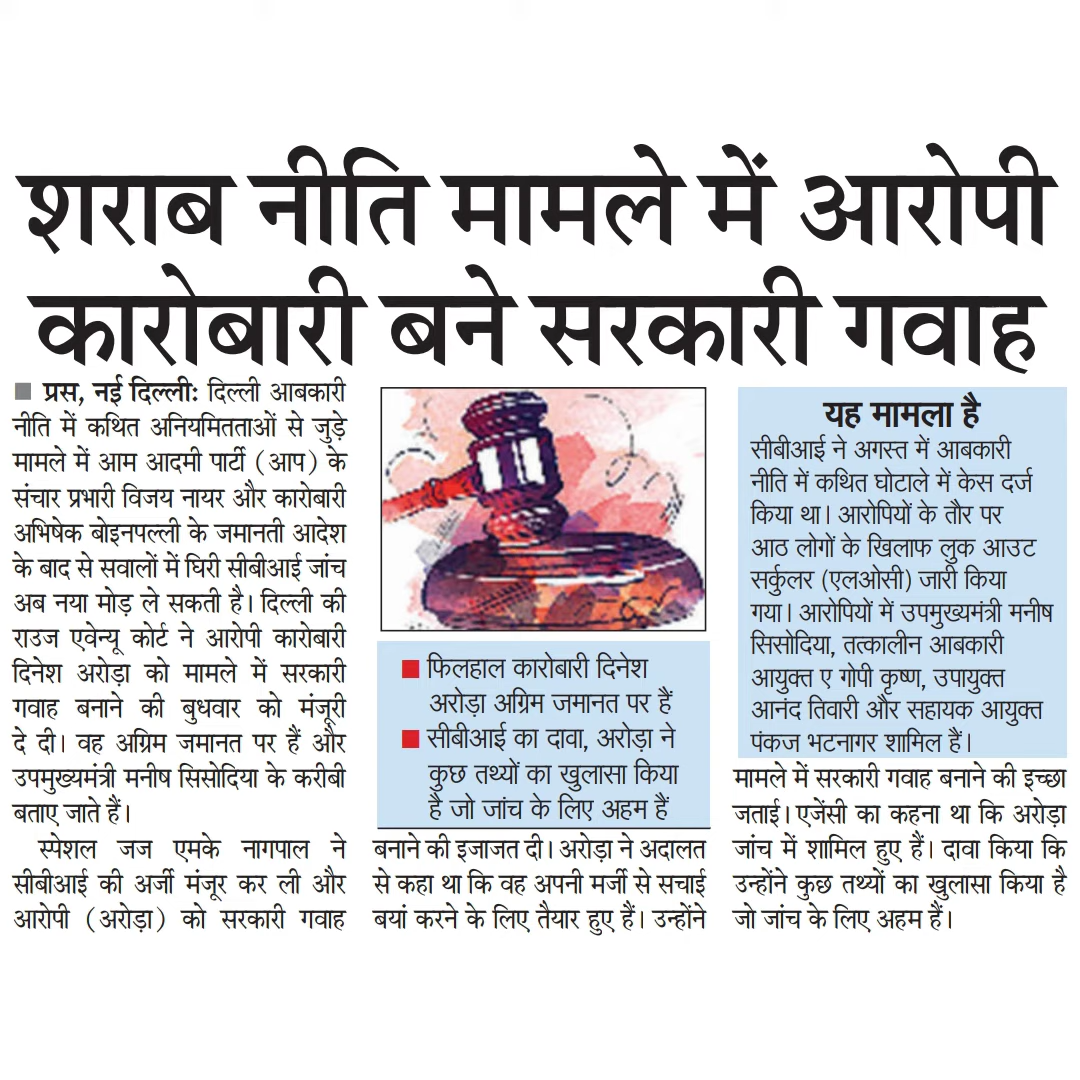 शराब नीति मामले में आरोपी
कारोबारी बने सरकारी गवाह
■ प्रस, नई दिल्ली: दिल्ली आबकारी
नीति में कथित अनियमितताओं से जुड़े
मामले में आम आदमी पार्टी (आप) के
संचार प्रभारी विजय नायर और कारोबारी
अभिषेक बोइनपल्ली के जमानती आदेश
के बाद से सवालों में घिरी सीबीआई जांच
अब नया मोड़ ले सकती है। दिल्ली की
राउज एवेन्यू कोर्ट ने आरोपी कारोबारी
दिनेश अरोड़ा को मामले में सरकारी
गवाह बनाने की बुधवार को मंजूरी
दे दी। वह अग्रिम जमानत पर हैं और
उपमुख्यमंत्री मनीष सिसोदिया के करीबी
बताए जाते हैं।
स्पेशल जज एमके नागपाल ने
सीबीआई की अर्जी मंजूर कर ली और
आरोपी (अरोड़ा) को सरकारी गवाह
■ फिलहाल कारोबारी दिनेश
अरोड़ा अग्रिम जमानत पर हैं
■ सीबीआई का दावा, अरोड़ा ने
कुछ तथ्यों का खुलासा किया
है जो जांच के लिए अहम हैं
बनाने की इजाजत दी। अरोड़ा ने अदालत
से कहा था कि वह अपनी मर्जी से सचाई
बयां करने के लिए तैयार हुए हैं। उन्होंने
यह मामला है
सीबीआई ने अगस्त में आबकारी
नीति में कथित घोटाले में केस दर्ज
किया था। आरोपियों के तौर पर
आठ लोगों के खिलाफ लुक आउट
सर्कुलर (एलओसी) जारी किया
गया। आरोपियों में उपमुख्यमंत्री मनीष
सिसोदिया, तत्कालीन आबकारी
आयुक्त ए गोपी कृष्ण, उपायुक्त
आनंद तिवारी और सहायक आयुक्त
पंकज भटनागर शामिल हैं।
मामले में सरकारी गवाह बनाने की इच्छा
जताई। एजेंसी का कहना था कि अरोड़ा
जांच में शामिल हुए हैं। दावा किया कि
उन्होंने कुछ तथ्यों का खुलासा किया है
जो जांच के लिए अहम हैं।